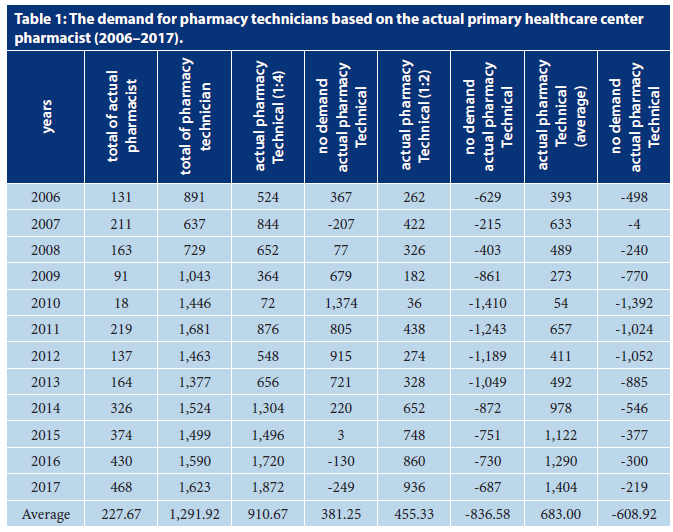 Table 1: The demand for pharmacy technicians based on the actual primary healthcare center
pharmacist (2006–2017).
years total of actual pharmacist total of pharmacy technician actual pharmacy Technical (1:4) no demand actual pharmacy Technical actual pharmacy Technical (1:2) no demand actual pharmacy Technical actual pharmacy Technical (average) no demand actual pharmacy Technical
2006 131 891 524 367 262 -629 393 -498
2007 211 637 844 -207 422 -215 633 -4
2008 163 729 652 77 326 -403 489 -240
2009 91 1,043 364 679 182 -861 273 -770
2010 18 1,446 72 1,374 36 -1,410 54 -1,392
2011 219 1,681 876 805 438 -1,243 657 -1,024
2012 137 1,463 548 915 274 -1,189 411 -1,052
2013 164 1,377 656 721 328 -1,049 492 -885
2014 326 1,524 1,304 220 652 -872 978 -546
2015 374 1,499 1,496 3 748 -751 1,122 -377
2016 430 1,590 1,720 -130 860 -730 1,290 -300
2017 468 1,623 1,872 -249 936 -687 1,404 -219
Average 227.67 1,291.92 910.67 381.25 455.33 -836.58 683.00 -608.92